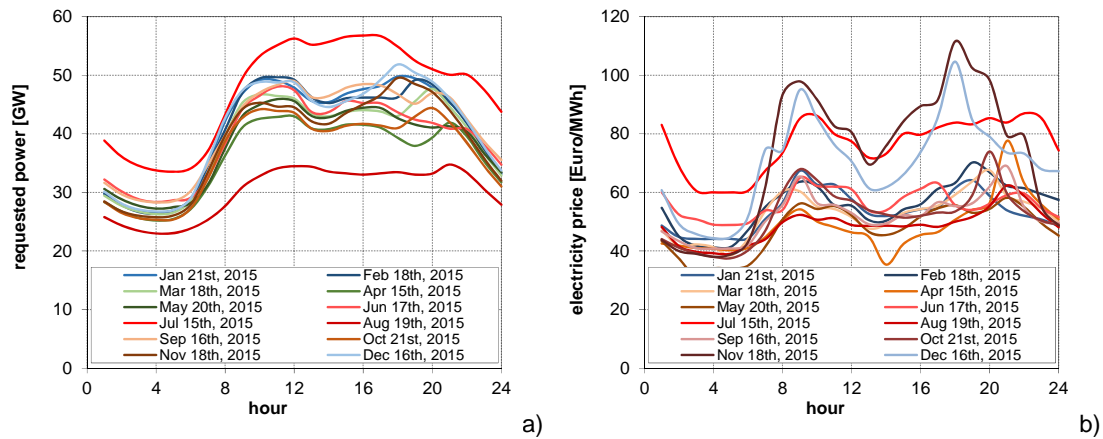 requested power [GW]
60
50
40
30
20
10
0
Jan 21st, 2015 Feb 18th, 2015
Mar 18th, 2015 Apr 15th, 2015
May 20th, 2015 Jun 17th, 2015
Jul 15th, 2015 Aug 19th, 2015
Sep 16th, 2015 Oct 21st, 2015
Nov 18th, 2015 Dec 16th, 2015
0 4 8 12 16 20 24
hour
a)
electricity price [Euro/MWh]
120
100
80
60
40
20
0
Jan 21st, 2015 Feb 18th, 2015
Mar 18th, 2015 Apr 15th, 2015
May 20th, 2015 Jun 17th, 2015
Jul 15th, 2015 Aug 19th, 2015
Sep 16th, 2015 Oct 21st, 2015
Nov 18th, 2015 Dec 16th, 2015
0 4 8 12 16 20 24
hour
b)